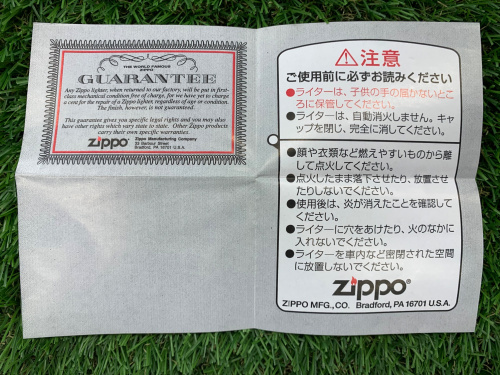 THE WORLD FAMOUS
ZIPPO
GUARANTEE
Any Zippo lighter, when returned to our factory, will be put in first-
class mechanical condition free of charge, for we have yet to charge
a cent for the repair of a Zippo lighter, regardless of age or condition.
The finish, however, is not guaranteed.
This guarantee gives you specific legal rights and you may also
have other rights which vary state to state. Other Zippo products
carry their own specific warranties.
Zippo Zippo Manufacturing Company
33 Barbour Street
Bradford, PA 16701 U.S.A.
⚠注意
ご使用前に必ずお読みください
●ライターは、子供の手の届かないとこ
ろに保管してください。
●ライターは、自動消火しません。キャ
ップを閉じ、完全に消してください。
●顔や衣類など燃えやすいものから離
して点火してください。
●点火したまま落下させたり、放置させ
たりしないでください。
●使用後は、炎が消えたことを確認して
ください。
●ライターに穴をあけたり、火のなかに
入れないでください。
●ライターを車内など密閉された空間
に放置しないでください。
Zippo®
ZIPPO MFG., CO. Bradford, PA 16701 U.S.A.